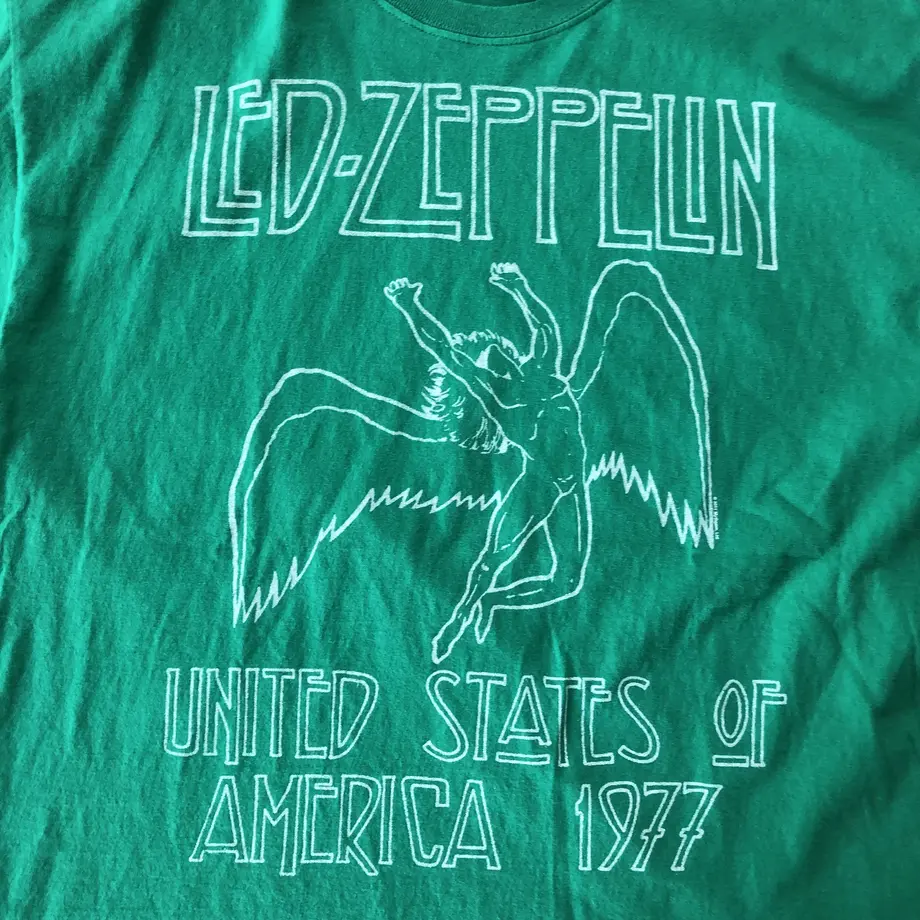 LED-ZEPPELIN
UNITED STATES OF
AMERICA 1977